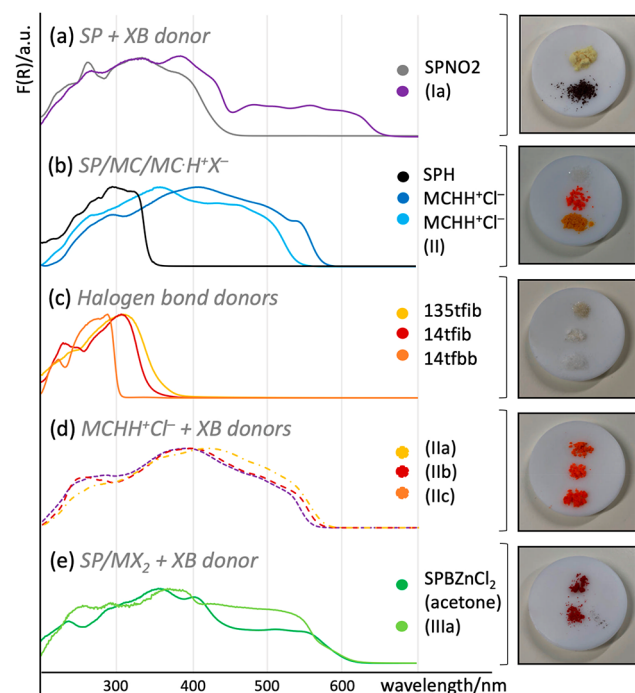 F(R)/a.u.
(a) SP + XB donor
SPNO2
(Ia)
(b) SP/MC/MC·H⁺X⁻
SPH
MCHH⁺Cl⁻
MCHH⁺Cl⁻
(II)
(c) Halogen bond donors
135tfib
14tfib
14tfbb
(d) MCHH⁺Cl⁻ + XB donors
(IIa)
(IIb)
(IIc)
(e) SP/MX₂ + XB donor
SPBZnCl₂
(acetone)
(IIIa)
300 400 500 600 wavelength/nm